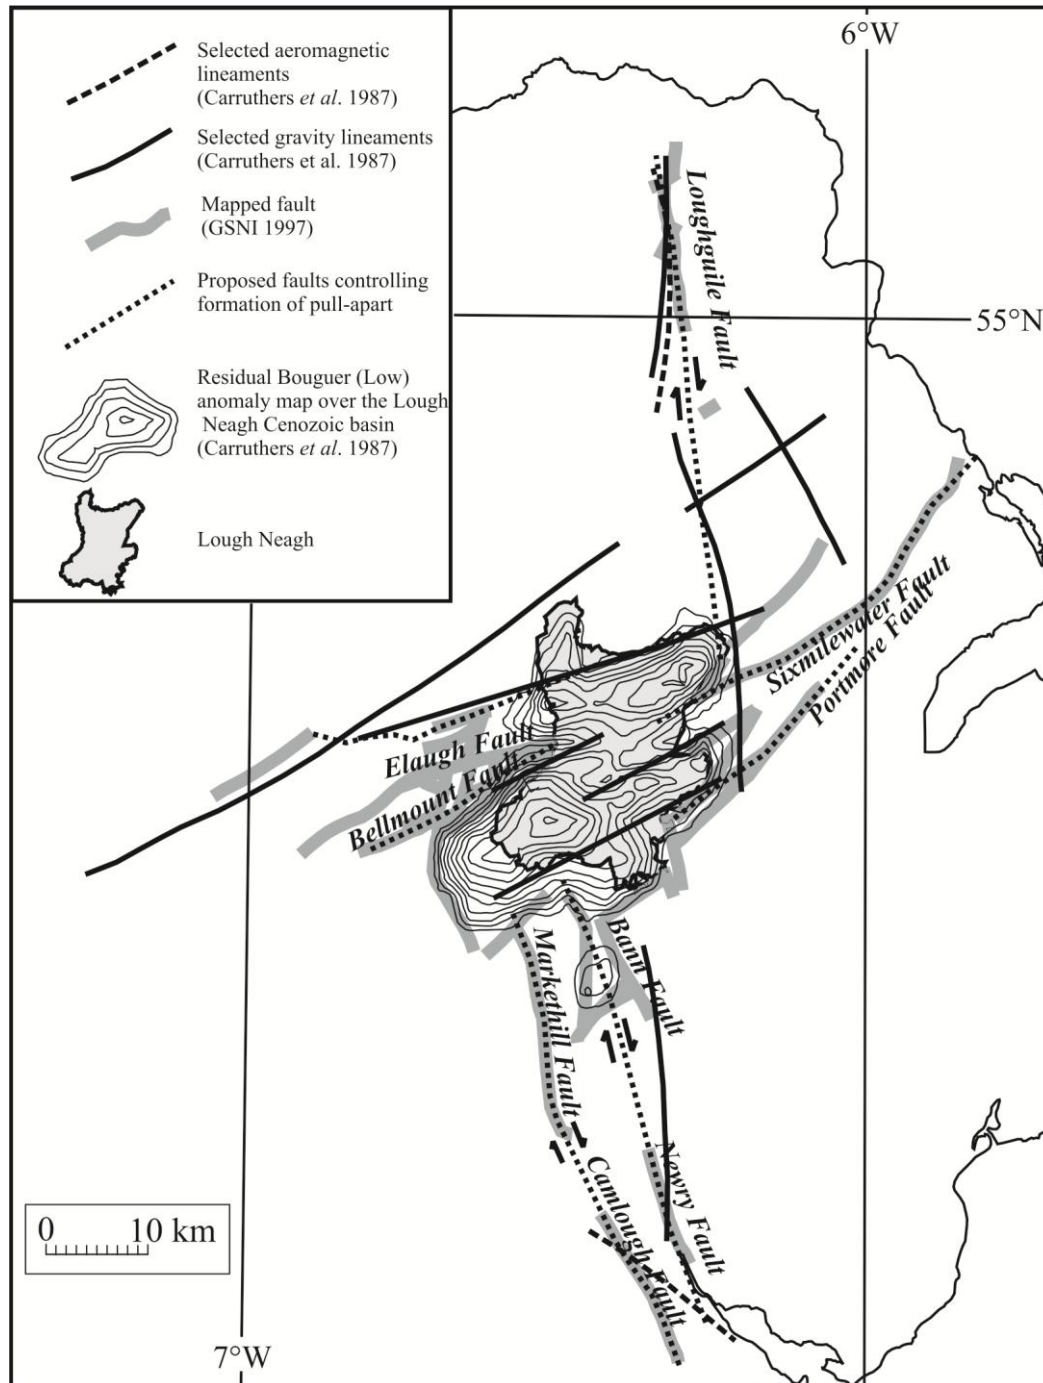 Selected aeromagnetic
lineaments
(Carruthers et al. 1987)
Selected gravity lineaments
(Carruthers et al. 1987)
Mapped fault
(GSNI 1997)
Proposed faults controlling
formation of pull-apart
Residual Bouguer (Low)
anomaly map over the Lough
Neagh Cenozoic basin
(Carruthers et al. 1987)
Lough Neagh
6°W
Loughguile Fault
55°N
Sixmilewater Fault
Portmore Fault
Elaugh Fault
Bellmount Fault
Bann Fault
Markethill Fault
Newry Fault
Camlough Fault
0 10 km
7°W